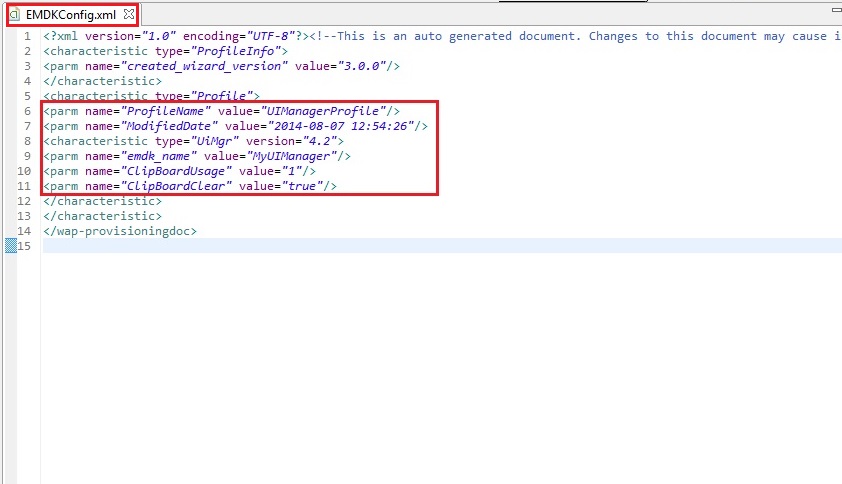 EMDKConfig.xml
1 <?xml version="1.0" encoding="UTF-8"?><!--This is an auto generated document. Changes to this document may cause i
2 <characteristic type="ProfileInfo">
3 <parm name="created_wizard_version" value="3.0.0"/>
4 </characteristic>
5 <characteristic type="Profile">
6 <parm name="ProfileName" value="UIManagerProfile"/>
7 <parm name="ModifiedDate" value="2014-08-07 12:54:26"/>
8 <characteristic type="UiMgr" version="4.2">
9 <parm name="emdk_name" value="MyUIManager"/>
10 <parm name="ClipBoardUsage" value="1"/>
11 <parm name="ClipBoardClear" value="true"/>
12 </characteristic>
13 </characteristic>
14 </wap-provisioningdoc>
15